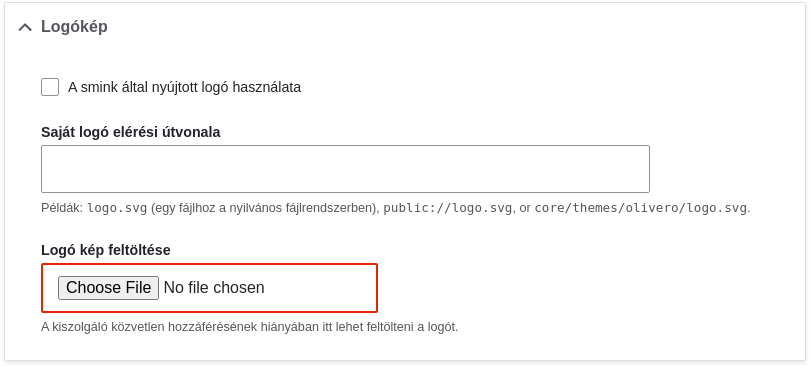 Logókép
A smink által nyújtott logó használata
Saját logó elérési útvonala
Példák: logo.svg (egy fájlhoz a nyilvános fájlrendszerben), public://logo.svg, or core/themes/olivero/logo.svg.
Logó kép feltöltése
Choose File No file chosen
A kiszolgáló közvetlen hozzáférésének hiányában itt lehet feltölteni a logót.